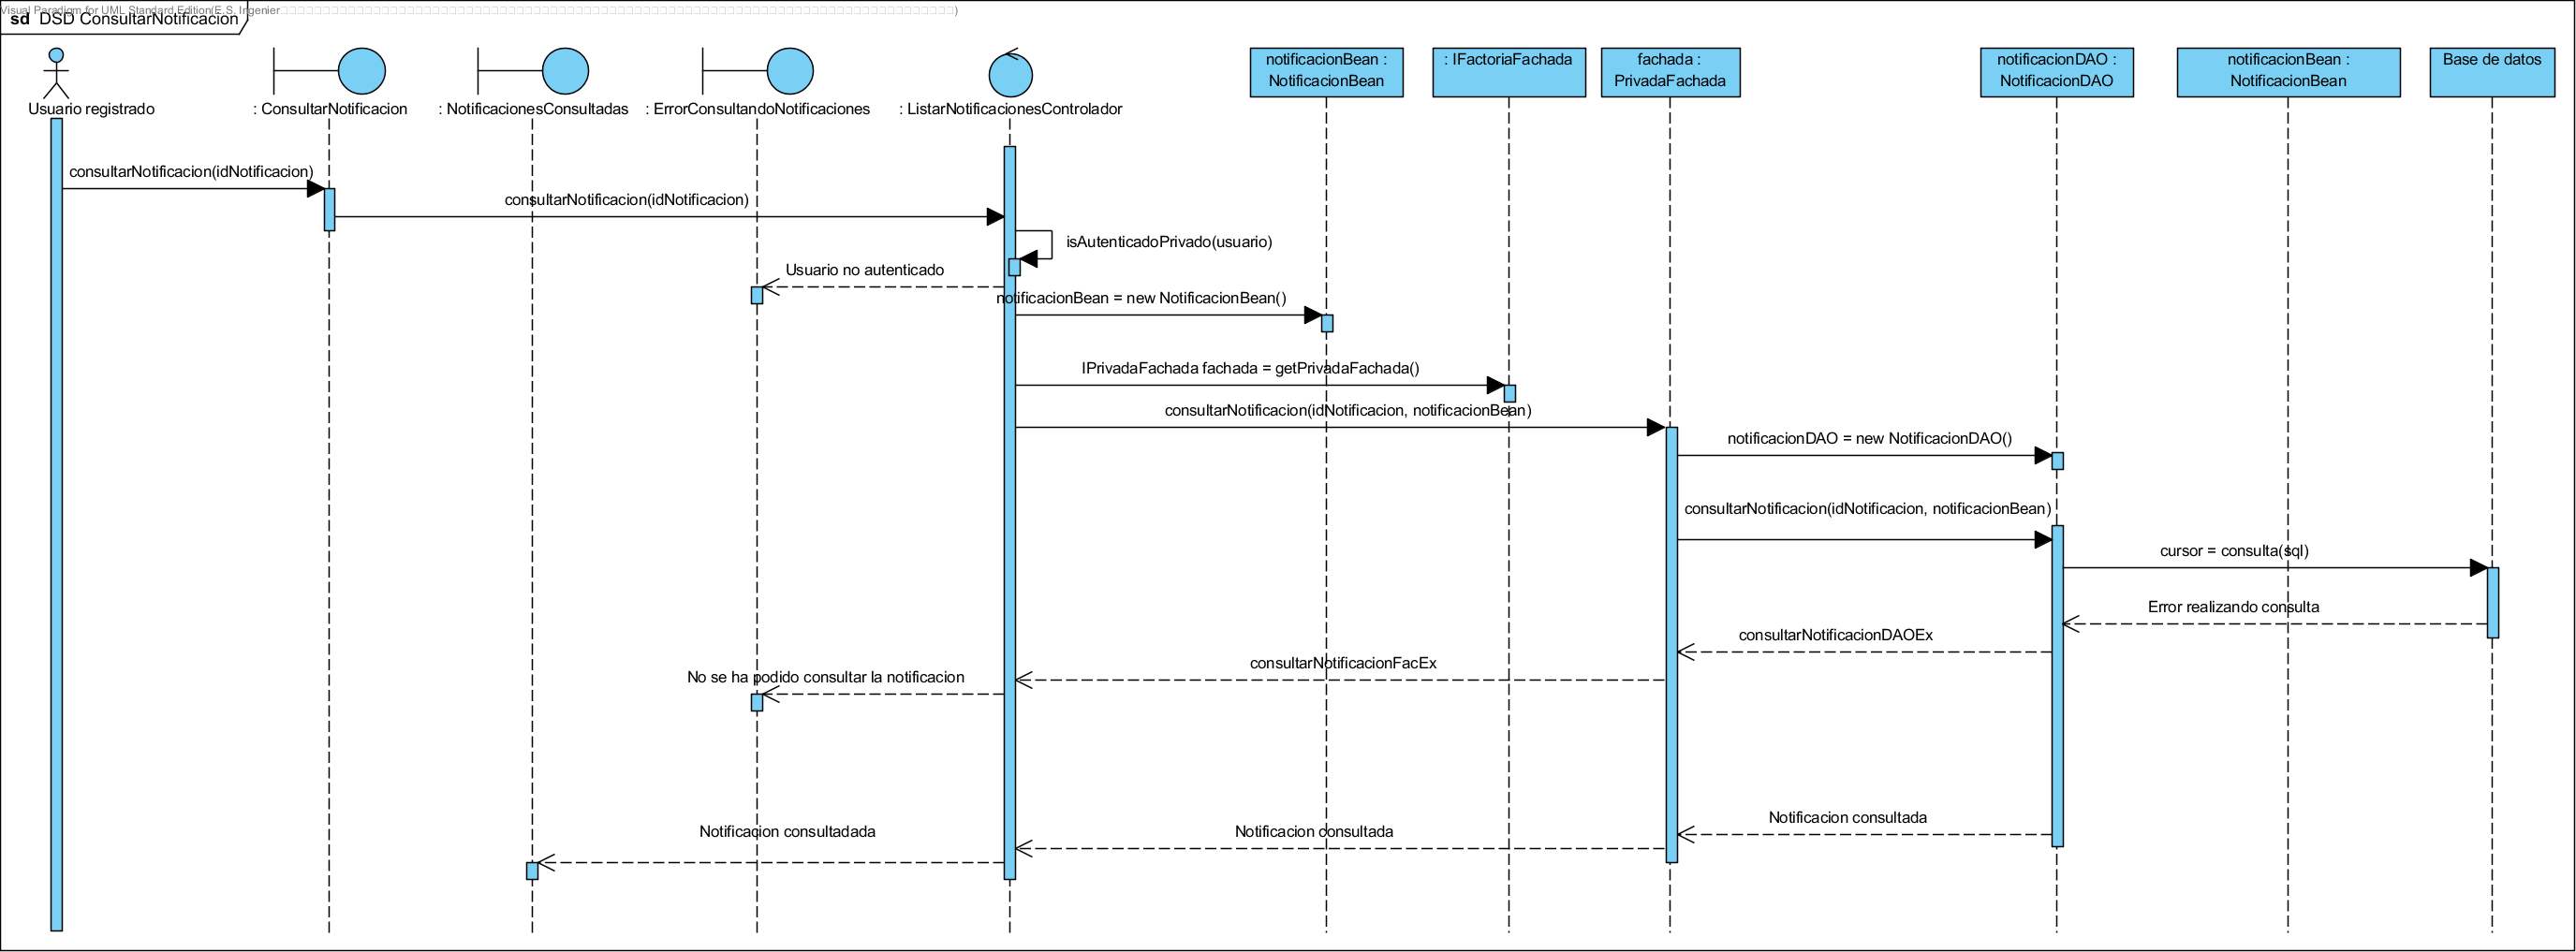 Visual Paradigm for UML Standard Edition(E.S. Ingenier
sd DSD ConsultarNotificacion
Usuario registrado
: ConsultarNotificacion
: NotificacionesConsultadas
: ErrorConsultandoNotificaciones
: ListarNotificacionesControlador
notificacionBean :
NotificacionBean
: IFactoriaFachada
fachada :
PrivadaFachada
notificacionDAO :
NotificacionDAO
notificacionBean :
NotificacionBean
Base de datos
consultarNotificacion(idNotificacion)
consultarNotificacion(idNotificacion)
isAutenticadoPrivado(usuario)
Usuario no autenticado
notificacionBean = new NotificacionBean()
IPrivadaFachada fachada = getPrivadaFachada()
consultarNotificacion(idNotificacion, notificacionBean)
notificacionDAO = new NotificacionDAO()
consultarNotificacion(idNotificacion, notificacionBean)
cursor = consulta(sql)
Error realizando consulta
consultarNotificacionDAOEx
consultarNotificacionFacEx
No se ha podido consultar la notificacion
Notificacion consultada
Notificacion consultada
Notificacion consultadada